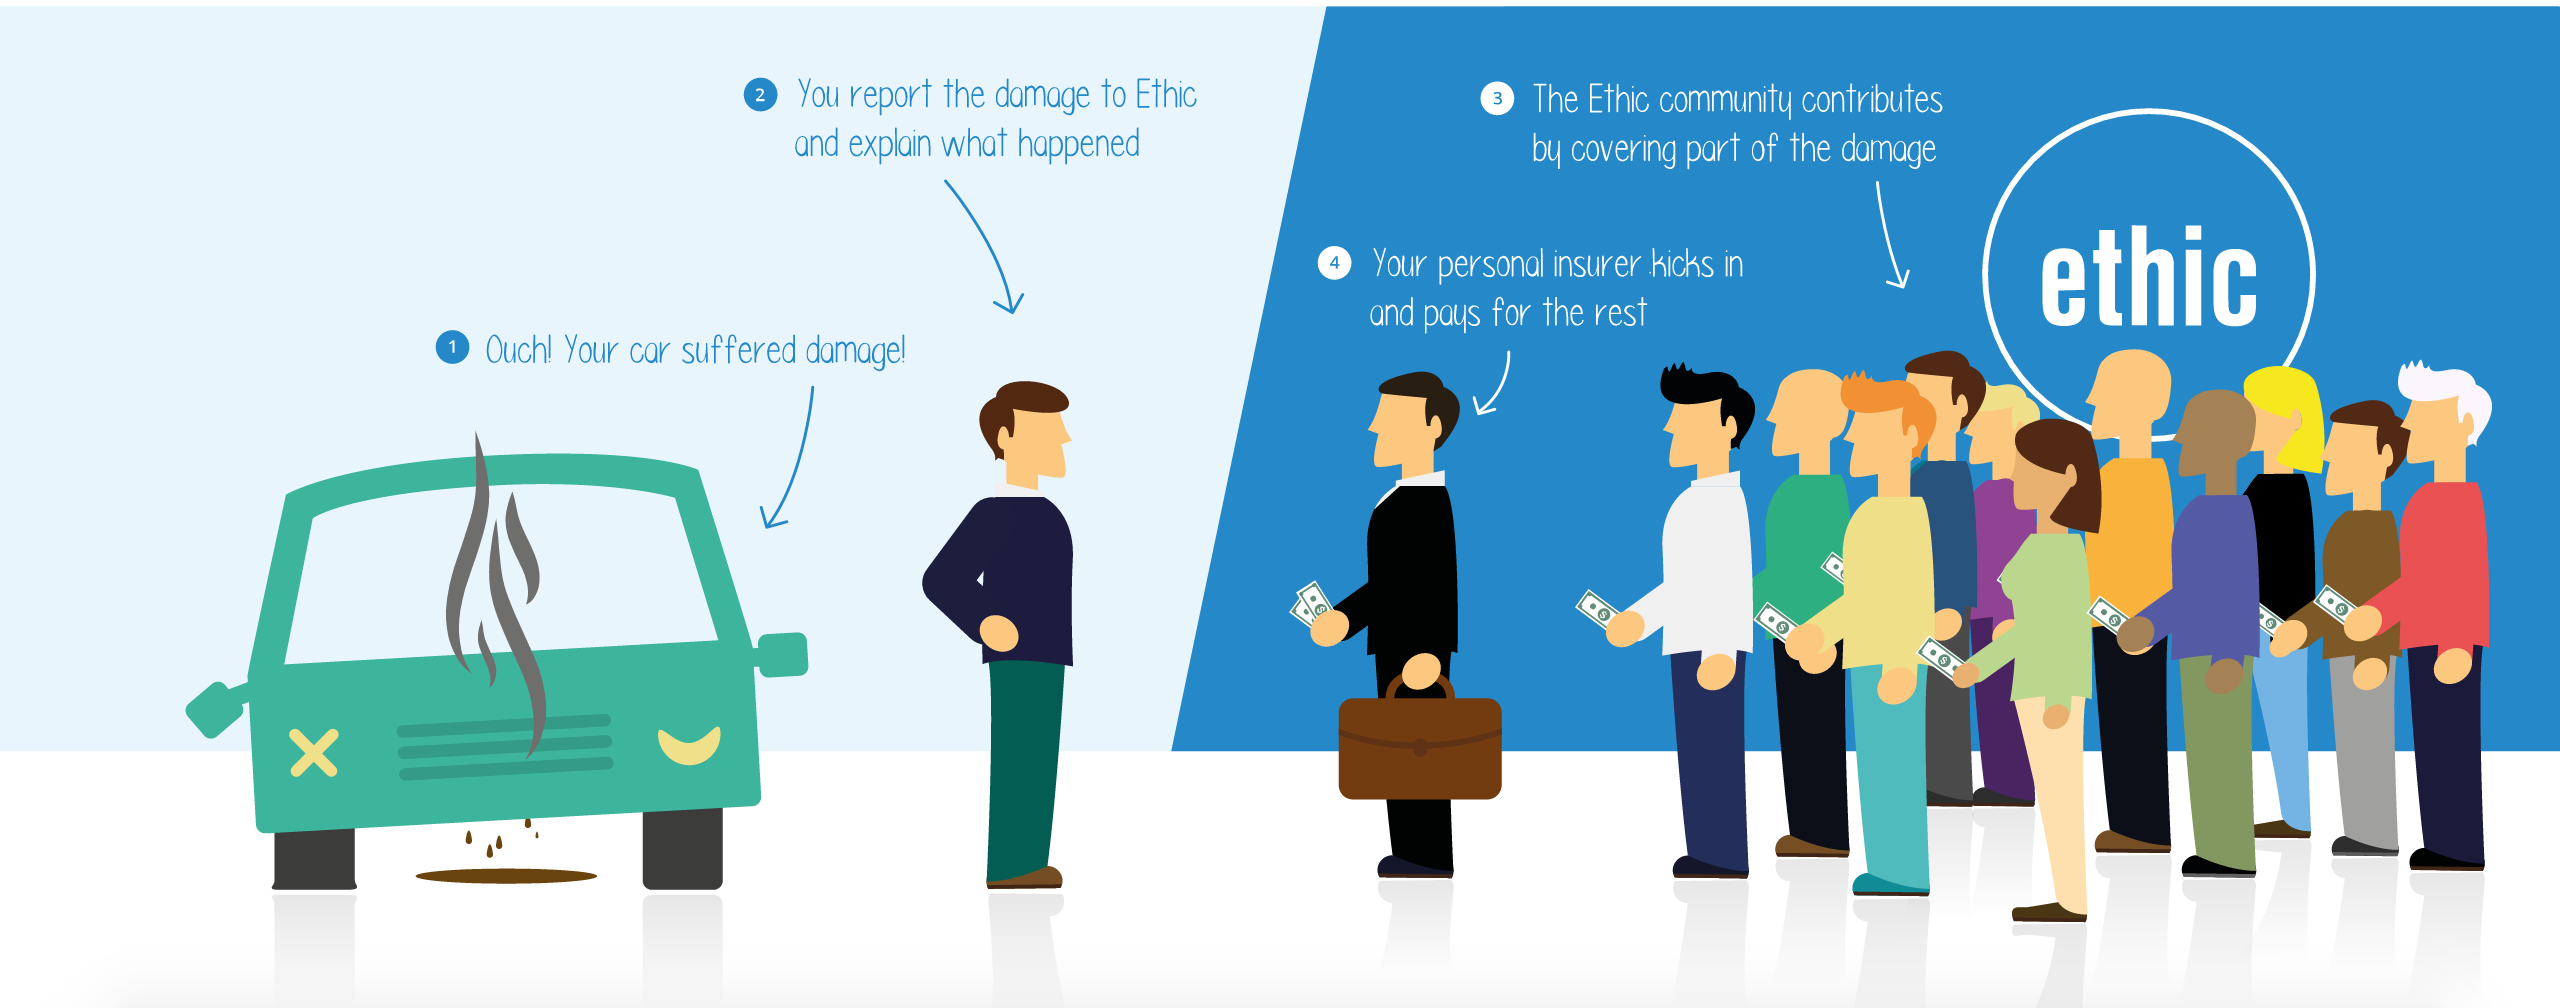 2 You report the damage to Ethic
and explain what happened
1 Ouch! Your car suffered damage!
3 The Ethic community contributes
by covering part of the damage
4 Your personal insurer kicks in
and pays for the rest
ethic
$
$
$
$
$
$
$
$